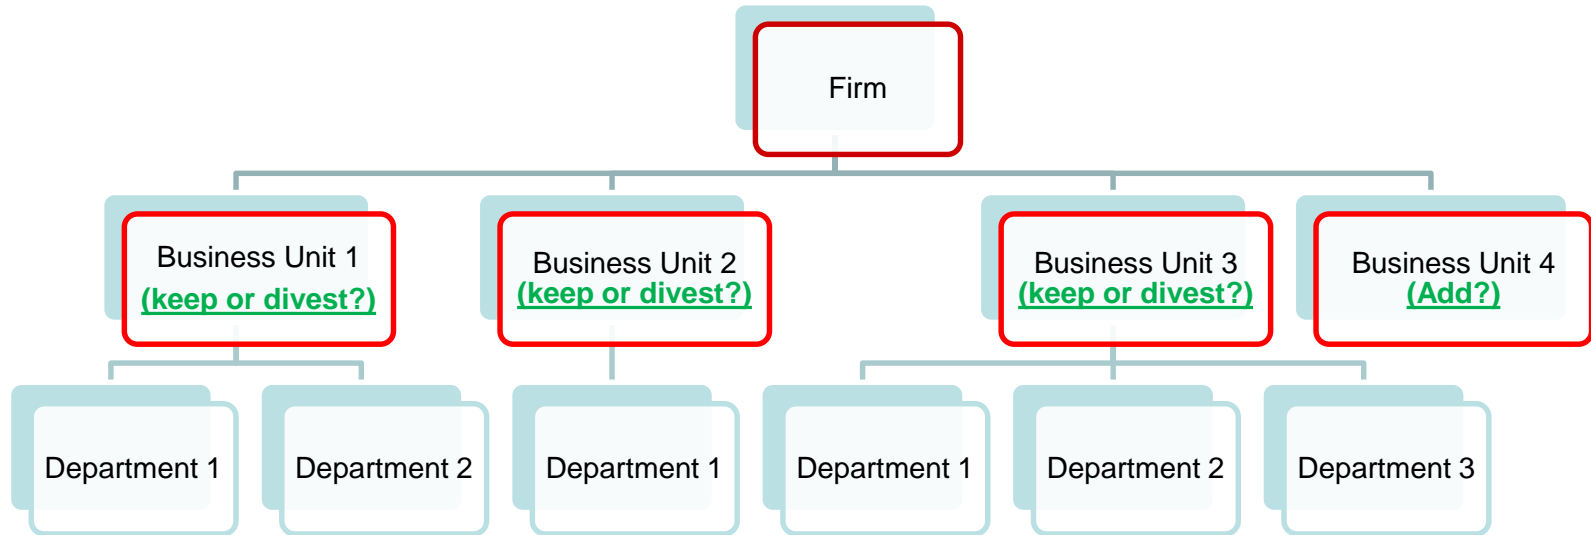 Firm
Business Unit 1
(keep or divest?)
Business Unit 2
(keep or divest?)
Business Unit 3
(keep or divest?)
Business Unit 4
(Add?)
Department 1
Department 2
Department 1
Department 1
Department 2
Department 3